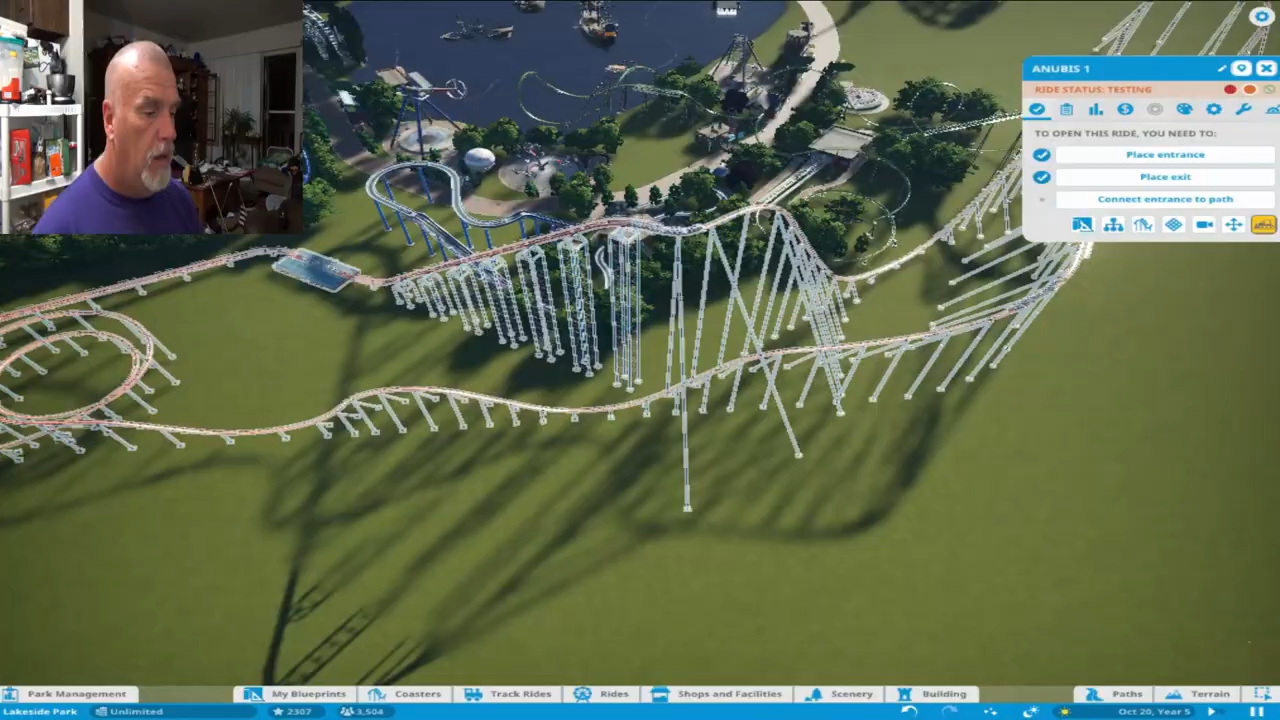 ANUBIS 1
RIDE STATUS: TESTING
TO OPEN THIS RIDE, YOU NEED TO:
Place entrance
Place exit
Connect entrance to path
Park Management
My Blueprints
Coasters
Track Rides
Rides
Shops and Facilities
Scenery
Building
Paths
Terrain
Lakeside Park
Unlimited
2307
3,504
Oct 20, Year 5